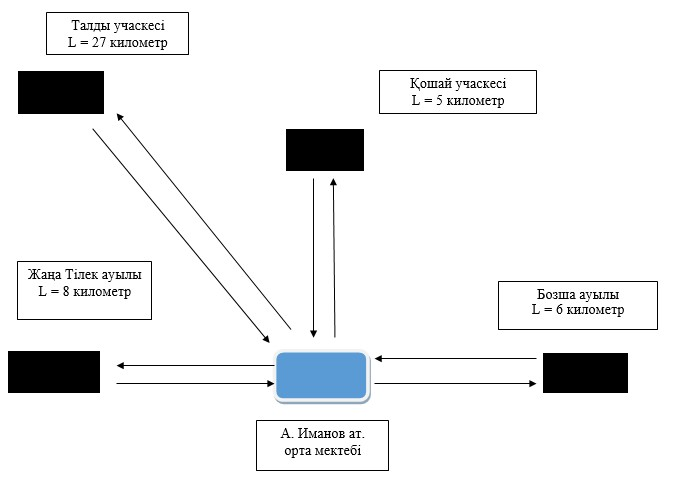 Талды учаскесі
L = 27 километр
Қошай учаскесі
L = 5 километр
Жаңа Тілек ауылы
L = 8 километр
Бозша ауылы
L = 6 километр
А. Иманов ат.
орта мектебі